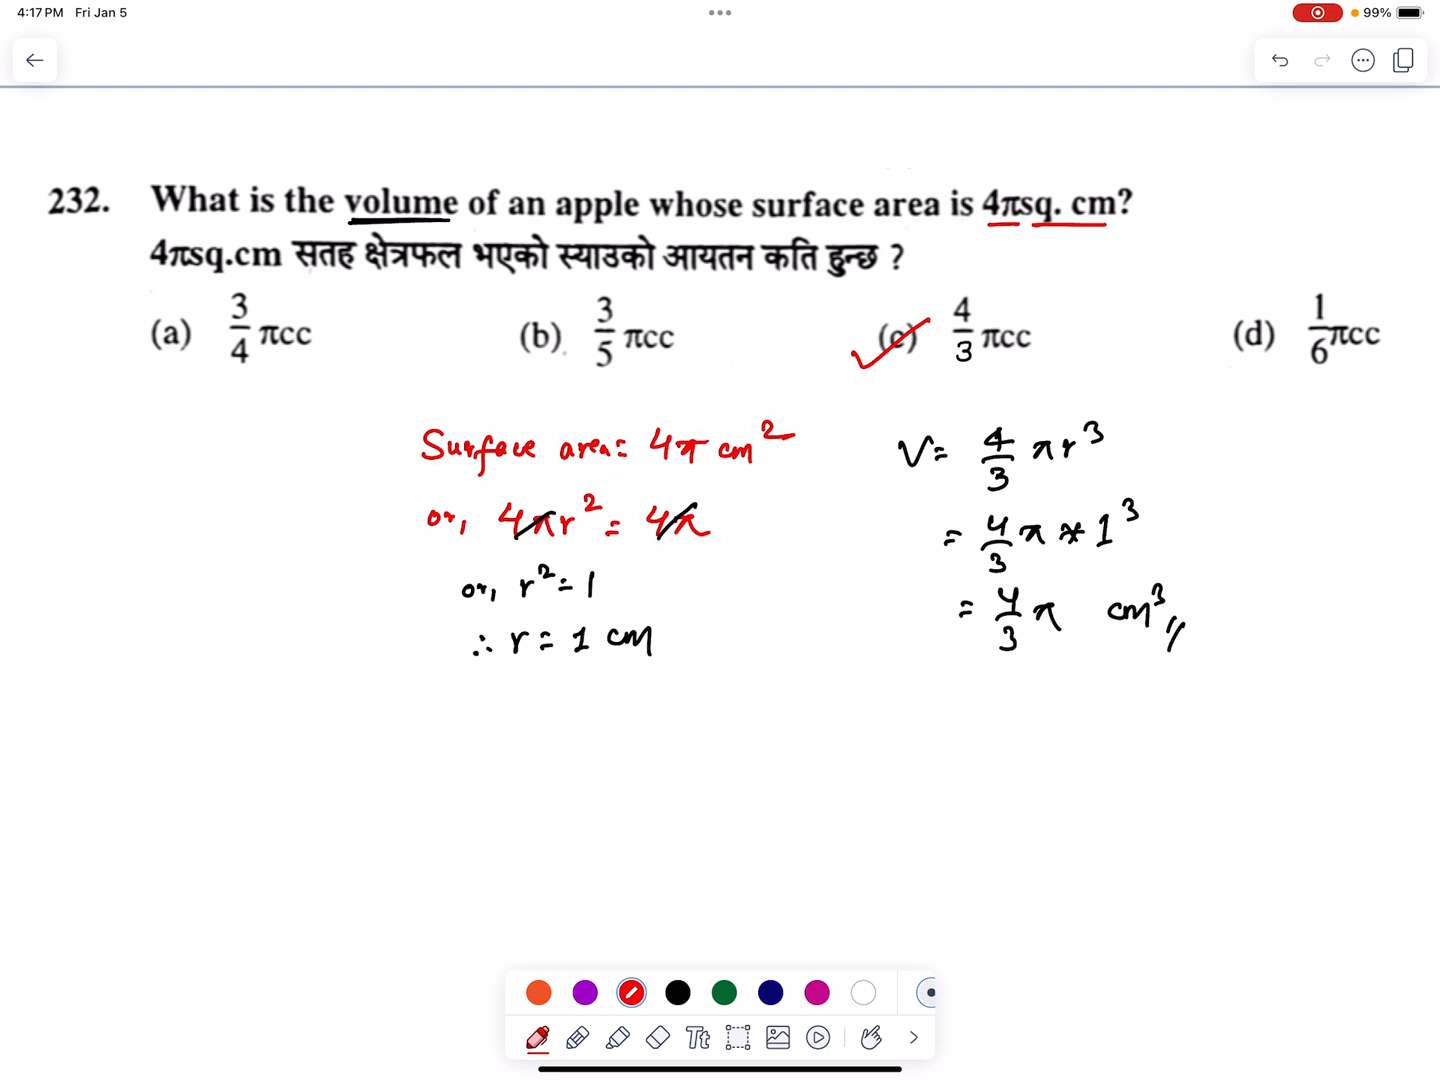 4:17 PM Fri Jan 5
99%
232. What is the volume of an apple whose surface area is 4πsq. cm?
4πsq.cm सतह क्षेत्रफल भएको स्याउको आयतन कति हुन्छ ?
(a) 3/4 πcc (b) 3/5 πcc (c) 4/3 πcc (d) 1/6 πcc
Surface area = 4π cm²
or, 4πr² = 4π
or, r² = 1
∴ r = 1 cm
V = 4/3 πr³
= 4/3 π * 1³
= 4/3 π cm³//
Tt